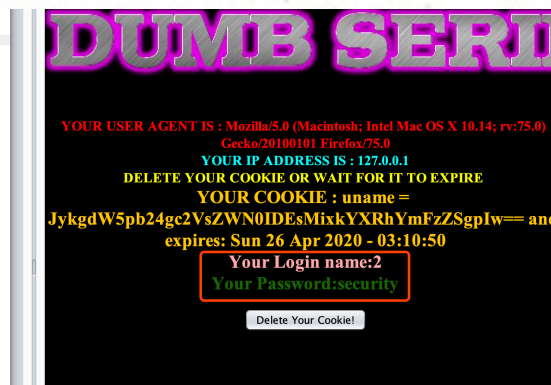 DUMB SERI
YOUR USER AGENT IS : Mozilla/5.0 (Macintosh; Intel Mac OS X 10.14; rv:75.0)
Gecko/20100101 Firefox/75.0
YOUR IP ADDRESS IS : 127.0.0.1
DELETE YOUR COOKIE OR WAIT FOR IT TO EXPIRE
YOUR COOKIE : uname =
JykgdW5pb24gc2VsZWN0IDEsMixkYXRhYmFzZSgpIw== and
expires: Sun 26 Apr 2020 - 03:10:50
Your Login name:2
Your Password:security
Delete Your Cookie!